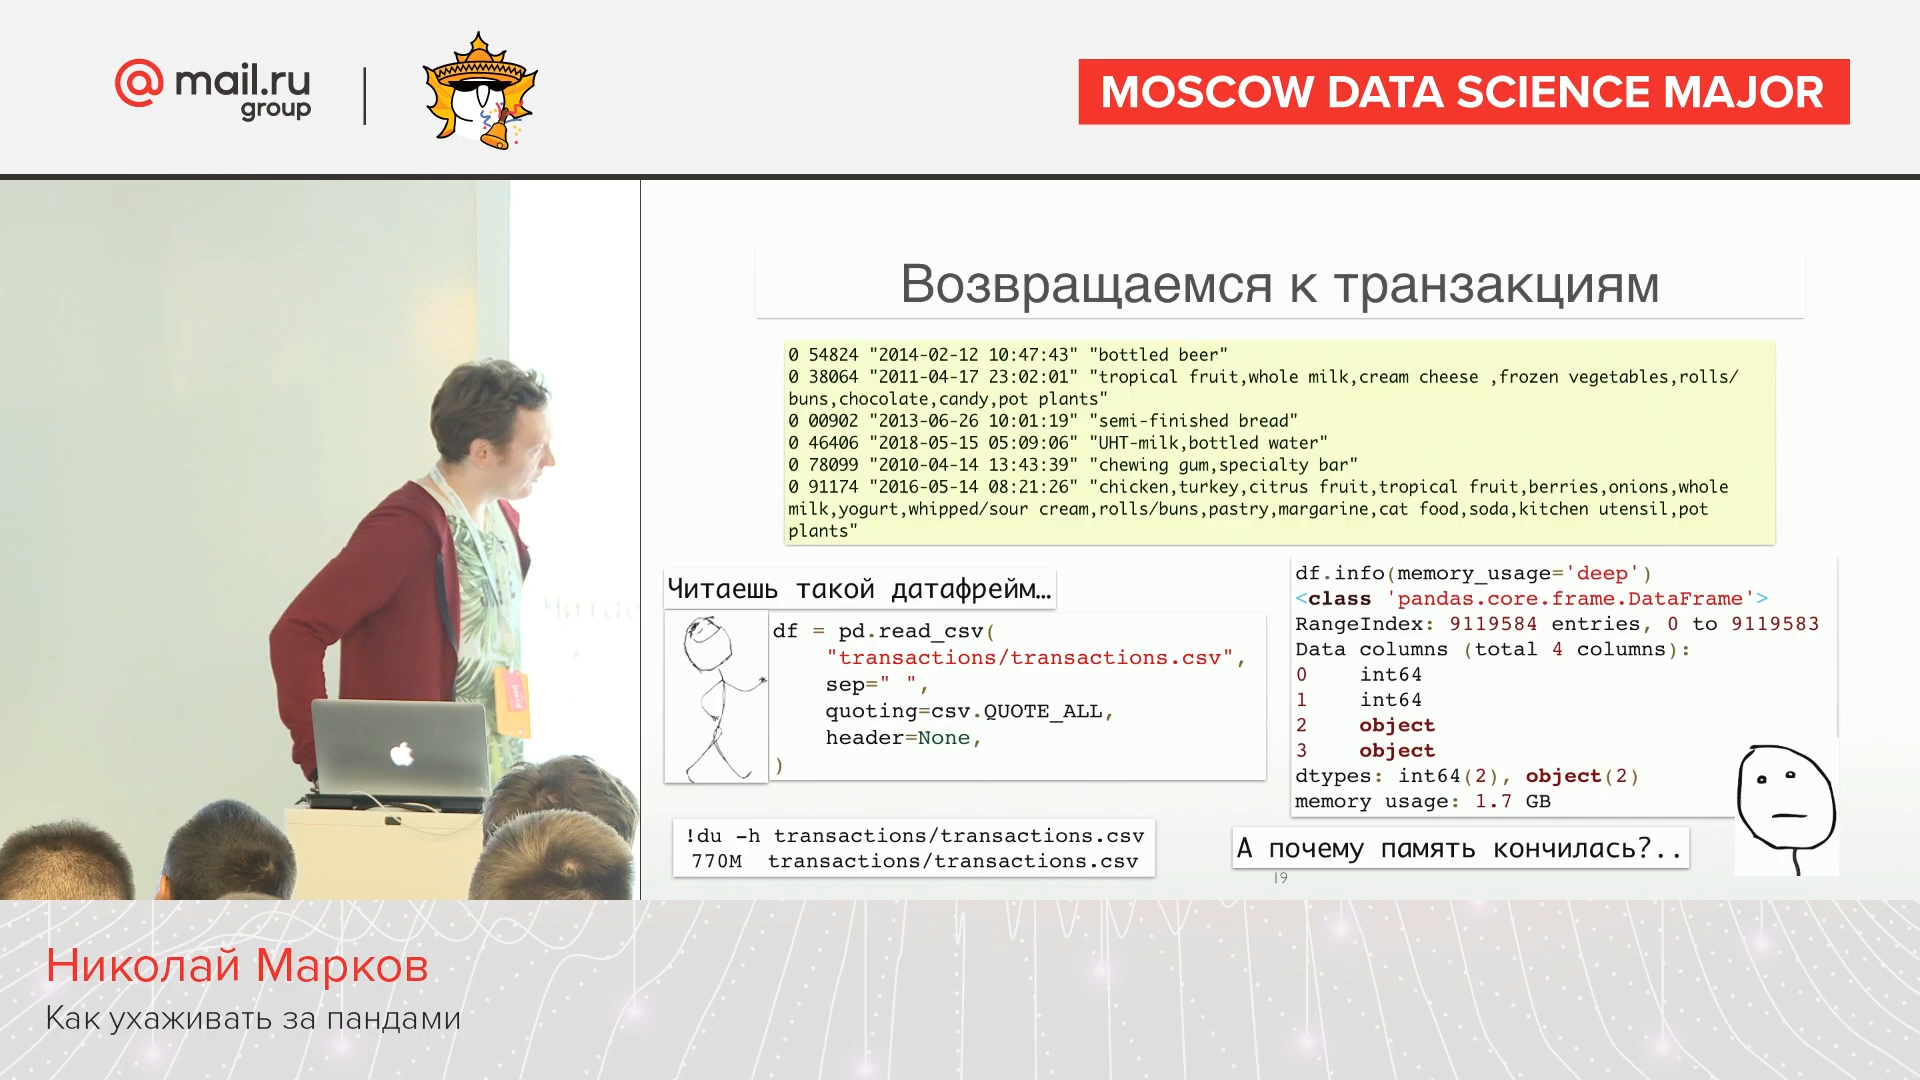 @mail.ru
group
MOSCOW DATA SCIENCE MAJOR
Возвращаемся к транзакциям
0 54824 "2014-02-12 10:47:43" "bottled beer"
0 38064 "2011-04-17 23:02:01" "tropical fruit,whole milk,cream cheese ,frozen vegetables,rolls/
buns,chocolate,candy,pot plants"
0 00902 "2013-06-26 10:01:19" "semi-finished bread"
0 46406 "2018-05-15 05:09:06" "UHT-milk,bottled water"
0 78099 "2010-04-14 13:43:39" "chewing gum,specialty bar"
0 91174 "2016-05-14 08:21:26" "chicken,turkey,citrus fruit,tropical fruit,berries,onions,whole
milk,yogurt,whipped/sour cream,rolls/buns,pastry,margarine,cat food,soda,kitchen utensil,pot
plants"
Читаешь такой датафрейм…
df = pd.read_csv(
"transactions/transactions.csv",
sep=" ",
quoting=csv.QUOTE_ALL,
header=None,
)
!du -h transactions/transactions.csv
770M transactions/transactions.csv
df.info(memory_usage='deep')
<class 'pandas.core.frame.DataFrame'>
RangeIndex: 9119584 entries, 0 to 9119583
Data columns (total 4 columns):
0 int64
1 int64
2 object
3 object
dtypes: int64(2), object(2)
memory usage: 1.7 GB
А почему память кончилась?..
19
Николай Марков
Как ухаживать за пандами